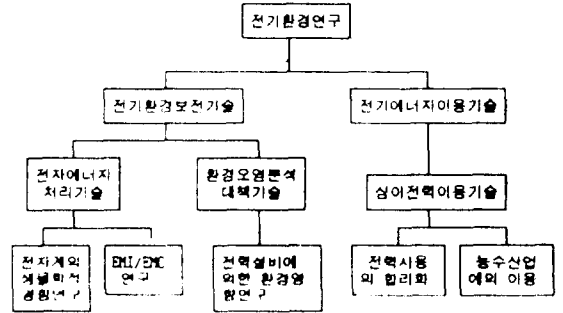 전기환경연구
전기환경보전기술
전기에너지이용기술
전자에너지
처리기술
환경오염분석
대책기술
심야전력이용기술
전자계의
생물학적
영향연구
EMI/EMC
연구
전력설비에
의한 환경영
향연구
전력사용
의 합리화
농수산업
에의 이용